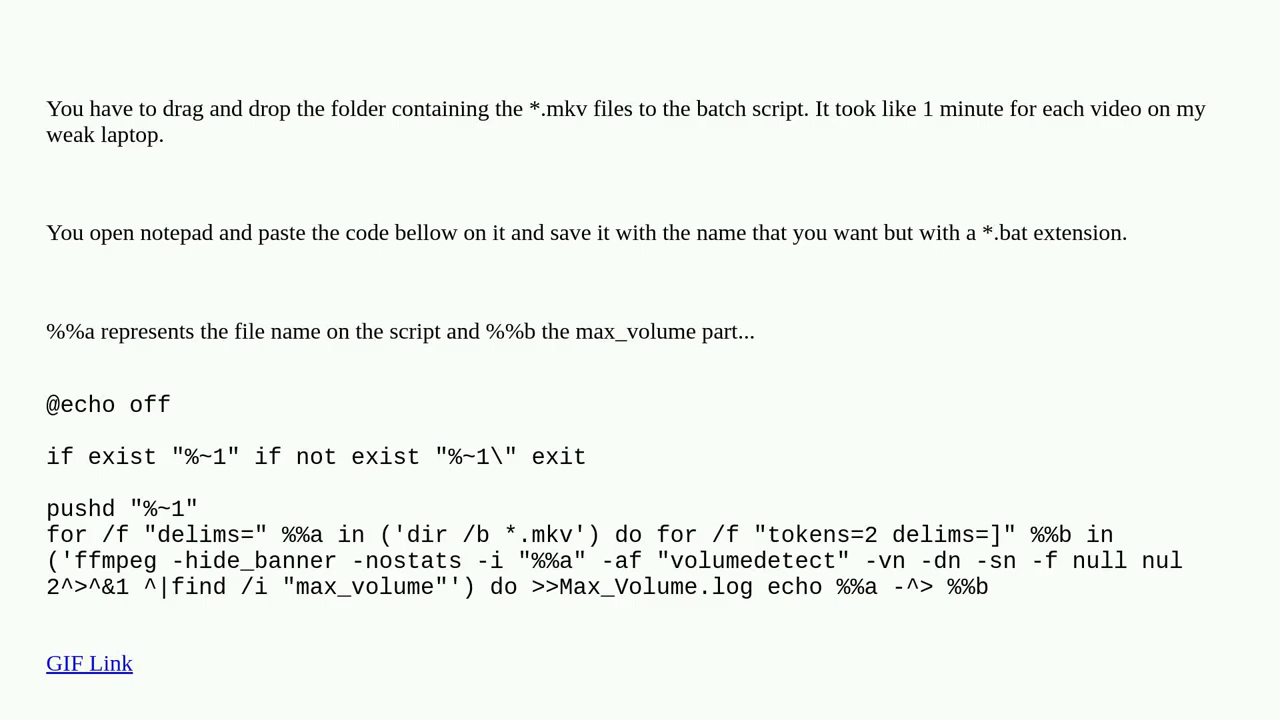 You have to drag and drop the folder containing the *.mkv files to the batch script. It took like 1 minute for each video on my
weak laptop.
You open notepad and paste the code bellow on it and save it with the name that you want but with a *.bat extension.
%%a represents the file name on the script and %%b the max_volume part...
@echo off
if exist "%~1" if not exist "%~1\" exit
pushd "%~1"
for /f "delims=" %%a in ('dir /b *.mkv') do for /f "tokens=2 delims=]" %%b in
('ffmpeg -hide_banner -nostats -i "%%a" -af "volumedetect" -vn -dn -sn -f null nul
2^>^&1 ^|find /i "max_volume"') do >>Max_Volume.log echo %%a -^> %%b
GIF Link